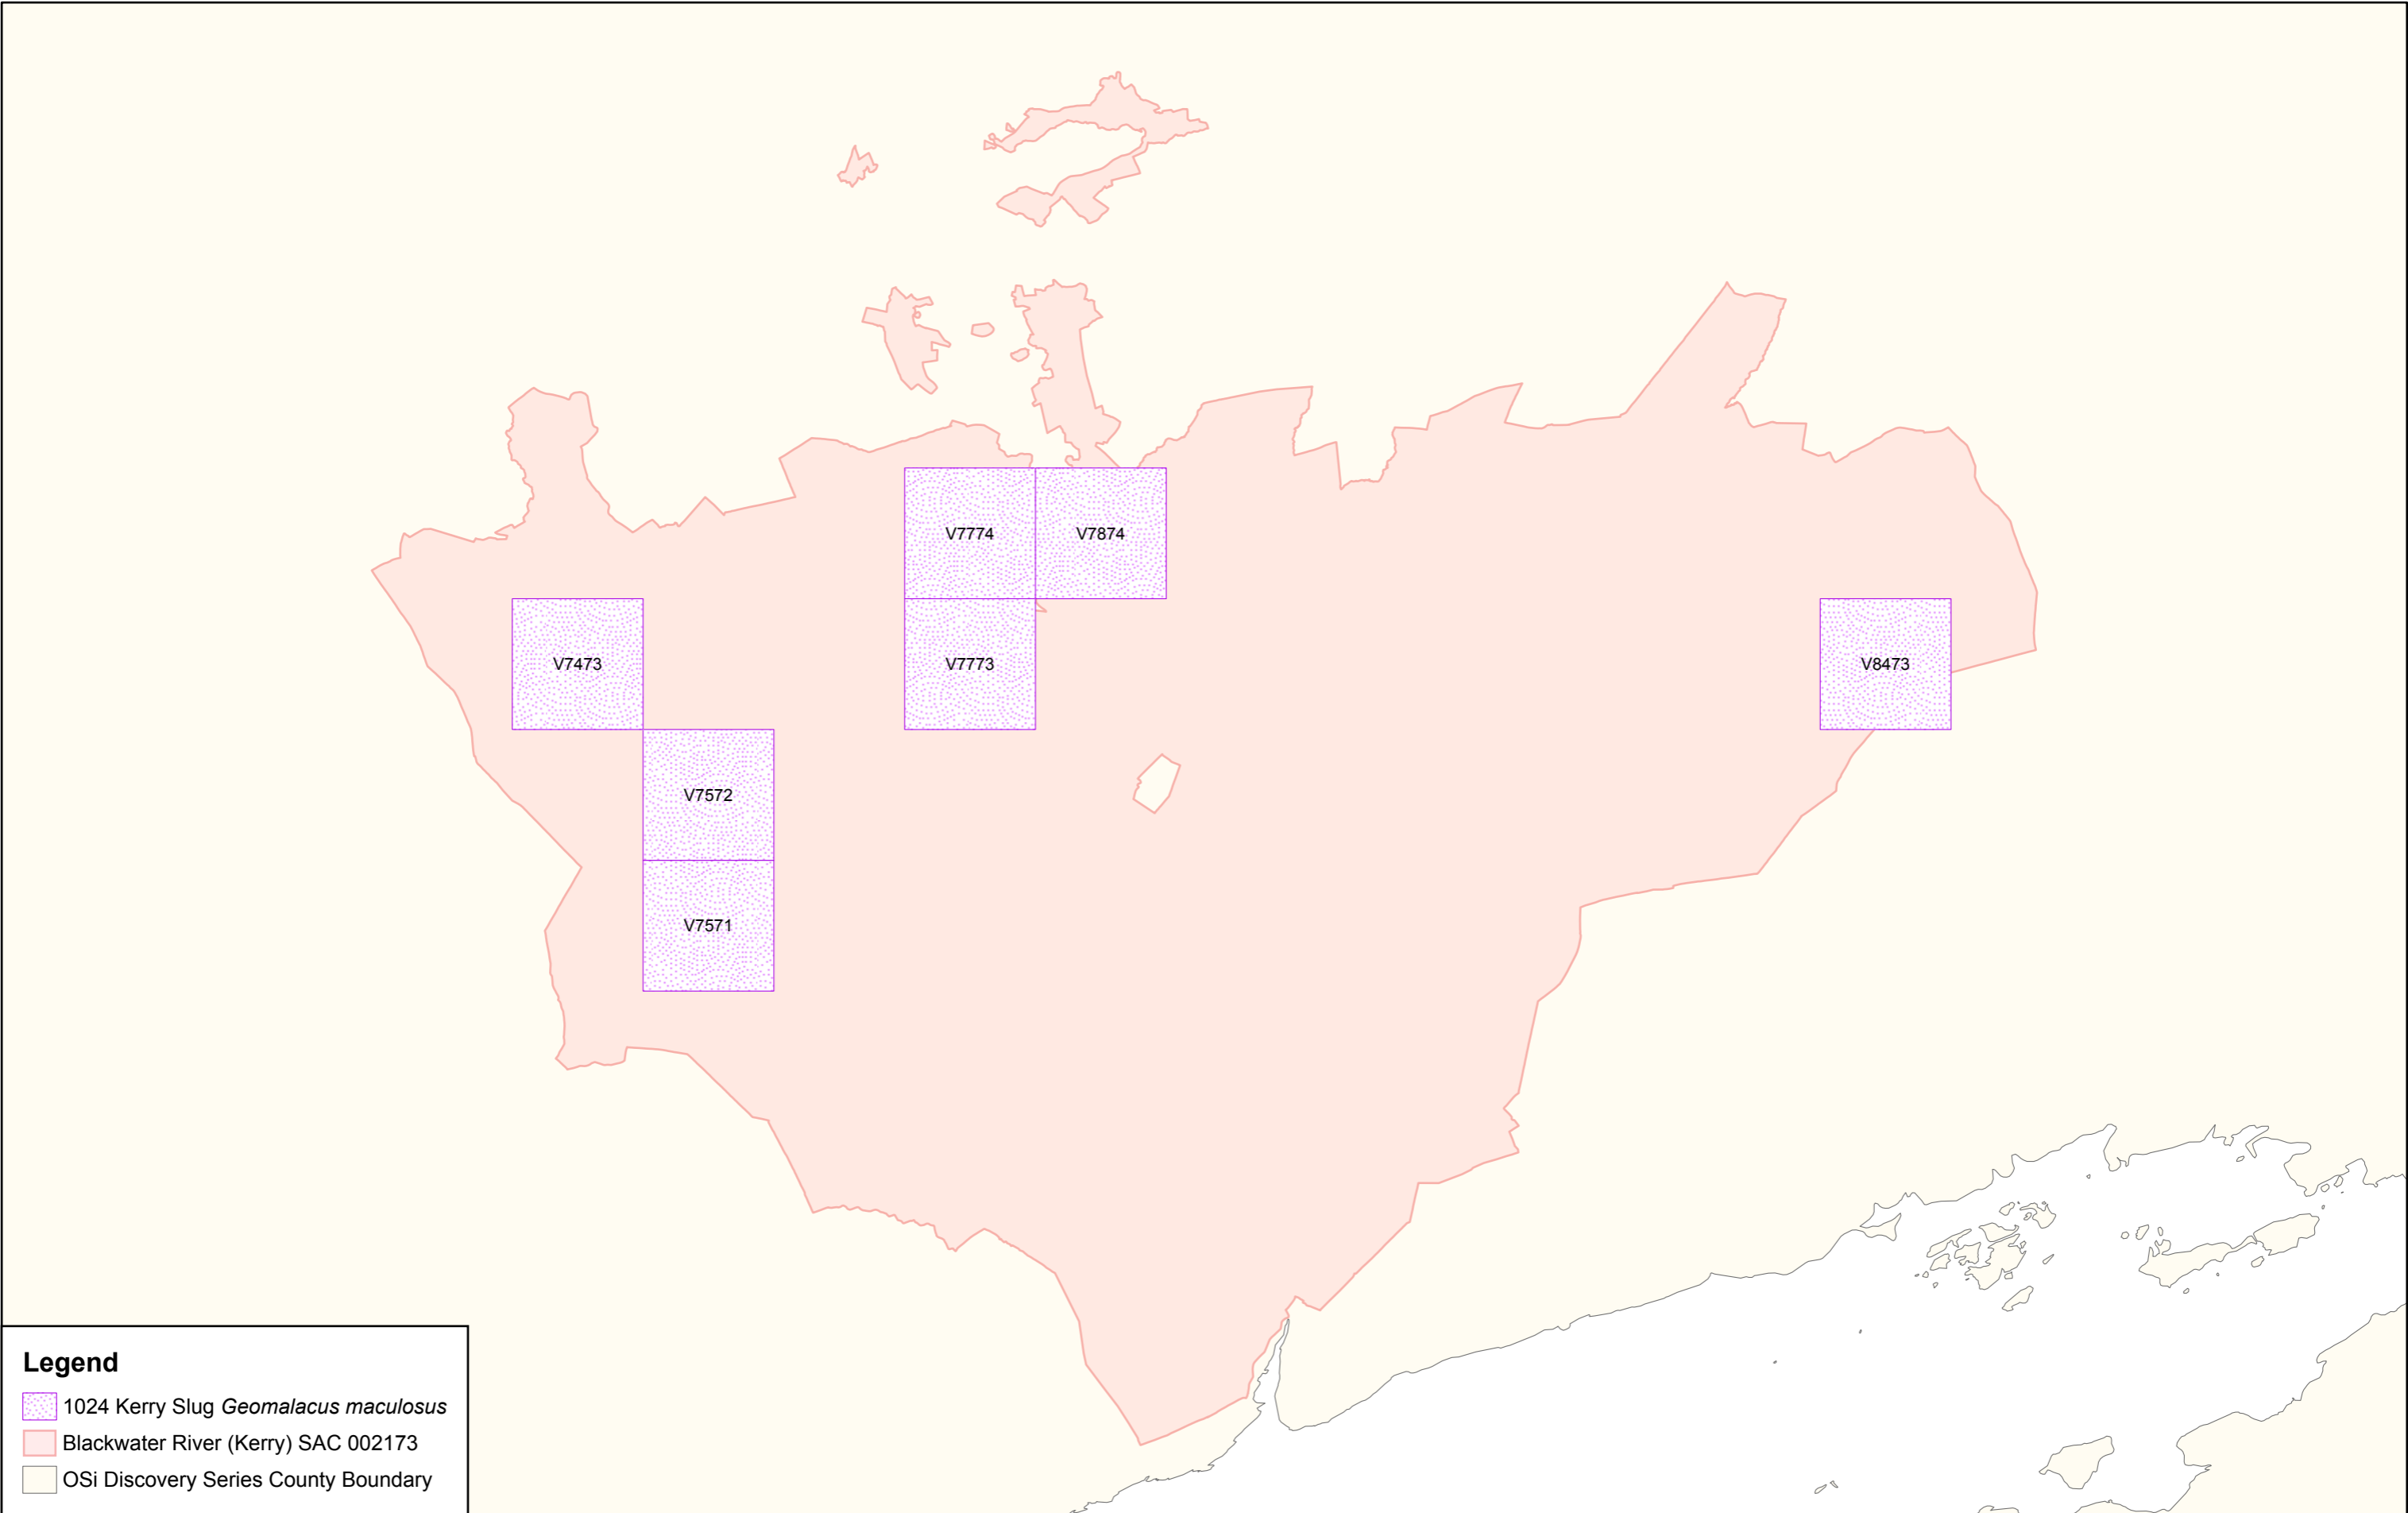 V7774
V7874
V7473
V7773
V8473
V7572
V7571
Legend
1024 Kerry Slug Geomalacus maculosus
Blackwater River (Kerry) SAC 002173
OSi Discovery Series County Boundary